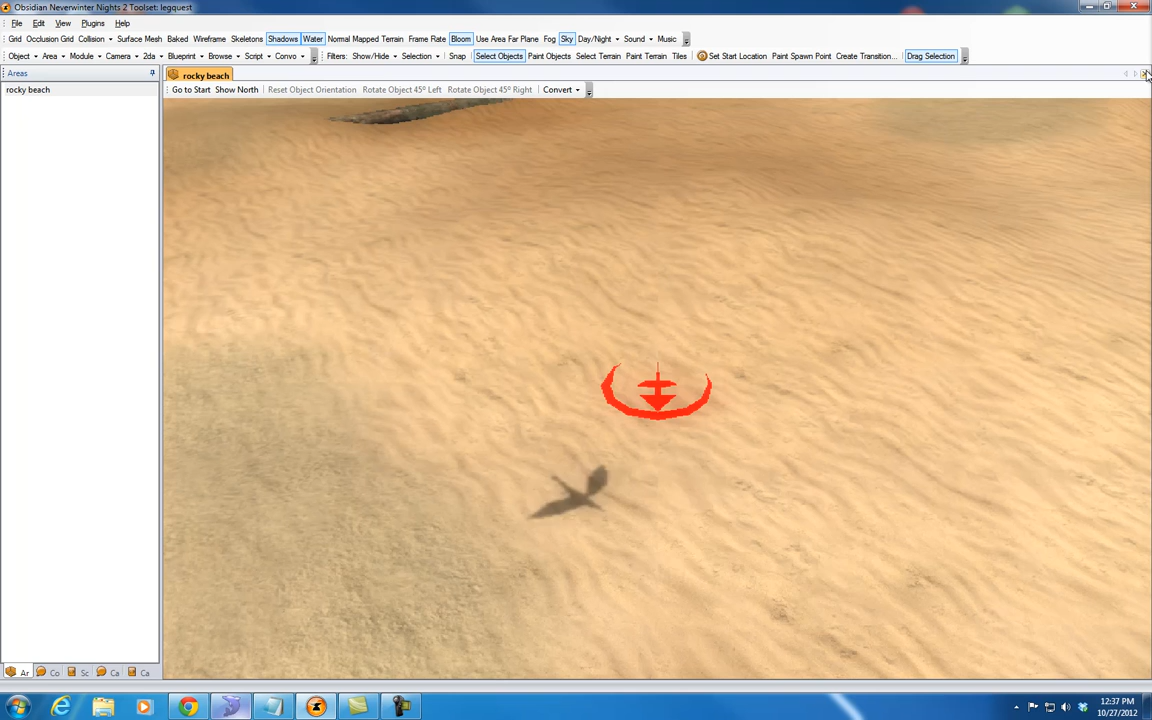 Obsidian Neverwinter Nights 2 Toolset: legquest
File Edit View Plugins Help
Grid Occlusion Grid Collision Surface Mesh Baked Wireframe Skeletons Shadows Water Normal Mapped Terrain Frame Rate Bloom Use Area Far Plane Fog Sky Day/Night Sound Music
Object Area Module Camera Blueprint Browse Script Convo Filters: Show/Hide Selection Snap Select Objects Paint Objects Select Terrain Paint Terrain Tiles Set Start Location Paint Spawn Point Create Transition... Drag Selection
Areas
rocky beach
rocky beach
Go to Start Show North Reset Object Orientation Rotate Object 45º Left Rotate Object 45º Right Convert
Ar Co Sc Ca Ca
12:37 PM
10/27/2012